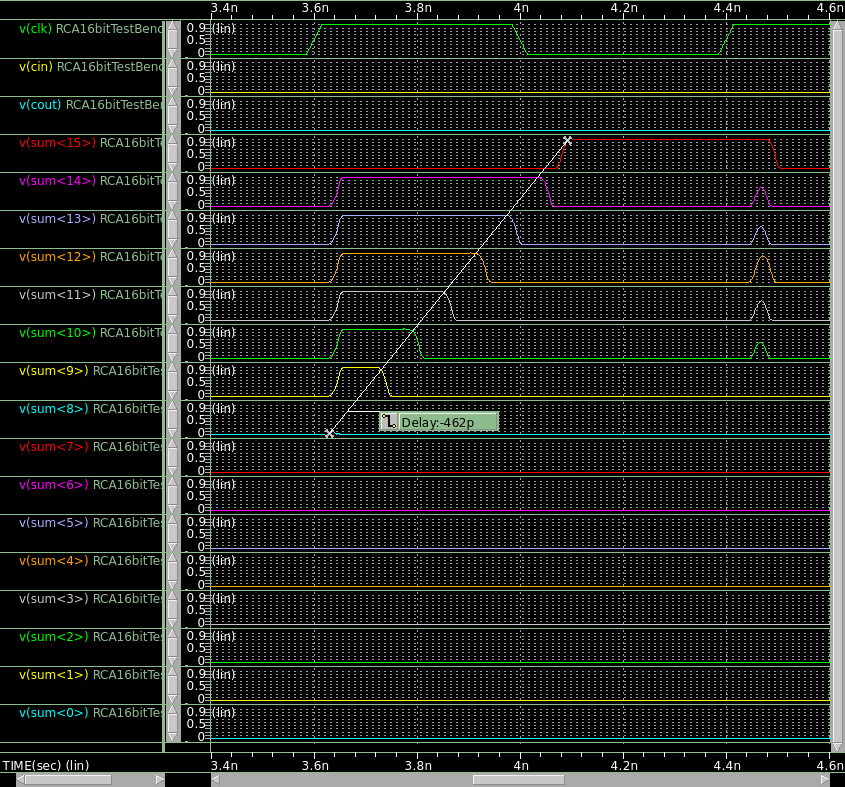 3.4n 3.6n 3.8n 4n 4.2n 4.4n 4.6n
v(clk) RCA16bitTestBenc 0.9 (lin)
0.5
0
v(cin) RCA16bitTestBenc 0.9 (lin)
0.5
0
v(cout) RCA16bitTestBen 0.9 (lin)
0.5
0
v(sum<15>) RCA16bitTe 0.9 (lin)
0.5
0
v(sum<14>) RCA16bitTe 0.9 (lin)
0.5
0
v(sum<13>) RCA16bitTe 0.9 (lin)
0.5
0
v(sum<12>) RCA16bitTe 0.9 (lin)
0.5
0
v(sum<11>) RCA16bitTe 0.9 (lin)
0.5
0
v(sum<10>) RCA16bitTe 0.9 (lin)
0.5
0
v(sum<9>) RCA16bitTes 0.9 (lin)
0.5
0
v(sum<8>) RCA16bitTes 0.9 (lin)
0.5 Delay:-462p
0
v(sum<7>) RCA16bitTes 0.9 (lin)
0.5
0
v(sum<6>) RCA16bitTes 0.9 (lin)
0.5
0
v(sum<5>) RCA16bitTes 0.9 (lin)
0.5
0
v(sum<4>) RCA16bitTes 0.9 (lin)
0.5
0
v(sum<3>) RCA16bitTes 0.9 (lin)
0.5
0
v(sum<2>) RCA16bitTes 0.9 (lin)
0.5
0
v(sum<1>) RCA16bitTes 0.9 (lin)
0.5
0
v(sum<0>) RCA16bitTes 0.9 (lin)
0.5
0
TIME(sec) (lin) 3.4n 3.6n 3.8n 4n 4.2n 4.4n 4.6n